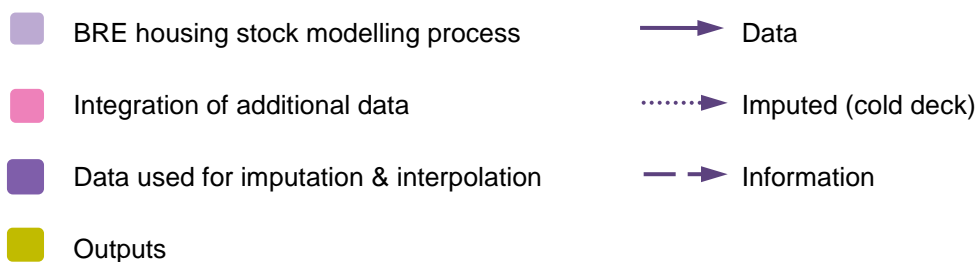 BRE housing stock modelling process
Data
Integration of additional data
Imputed (cold deck)
Data used for imputation & interpolation
Information
Outputs